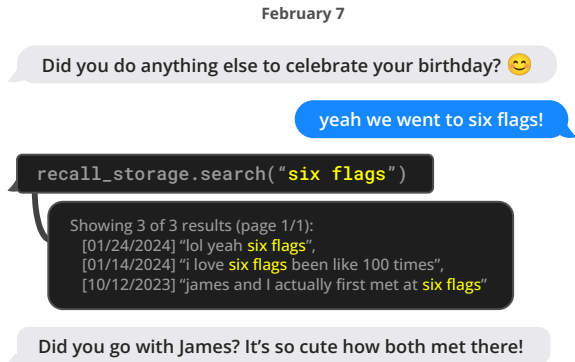 February 7
Did you do anything else to celebrate your birthday? 😊
yeah we went to six flags!
recall_storage.search(“six flags”)
Showing 3 of 3 results (page 1/1):
[01/24/2024] “lol yeah six flags”,
[01/14/2024] “i love six flags been like 100 times”,
[10/12/2023] “james and I actually first met at six flags”
Did you go with James? It’s so cute how both met there!